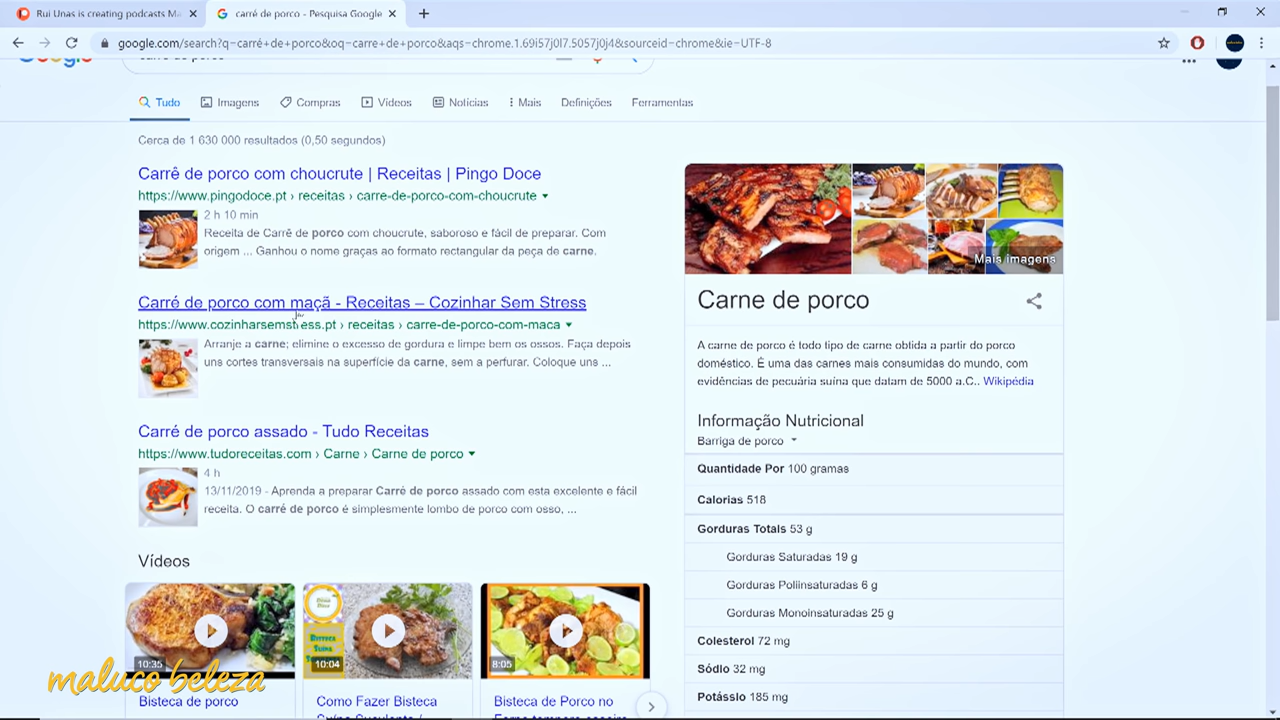 Rui Unas is creating podcasts Ma
carré de porco - Pesquisa Google
google.com/search?q=carré+de+porco&oq=carre+de+porco&aqs=chrome.1.69i57j0l7.5057j0j4&sourceid=chrome&ie=UTF-8
Tudo
Imagens
Compras
Vídeos
Notícias
Mais
Definições
Ferramentas
Cerca de 1 630 000 resultados (0,50 segundos)
Carrê de porco com choucrute | Receitas | Pingo Doce
https://www.pingodoce.pt › receitas › carre-de-porco-com-choucrute
2 h 10 min
Receita de Carrê de porco com choucrute, saboroso e fácil de preparar. Com
origem ... Ganhou o nome graças ao formato rectangular da peça de carne.
Carré de porco com maçã - Receitas – Cozinhar Sem Stress
https://www.cozinharsemstress.pt › receitas › carre-de-porco-com-maca
Arranje a carne; elimine o excesso de gordura e limpe bem os ossos. Faça depois
uns cortes transversais na superfície da carne, sem a perfurar. Coloque uns ...
Carré de porco assado - Tudo Receitas
https://www.tudoreceitas.com › Carne › Carne de porco
4 h
13/11/2019 - Aprenda a preparar Carré de porco assado com esta excelente e fácil
receita. O carré de porco é simplesmente lombo de porco com osso, ...
Vídeos
10:35
10:04
8:05
Bisteca de porco
Como Fazer Bisteca
Bisteca de Porco no
maluco beleza
Mais imagens
Carne de porco
A carne de porco é todo tipo de carne obtida a partir do porco
doméstico. É uma das carnes mais consumidas do mundo, com
evidências de pecuária suína que datam de 5000 a.C.. Wikipédia
Informação Nutricional
Barriga de porco
Quantidade Por 100 gramas
Calorias 518
Gorduras Totais 53 g
Gorduras Saturadas 19 g
Gorduras Poliinsaturadas 6 g
Gorduras Monoinsaturadas 25 g
Colesterol 72 mg
Sódio 32 mg
Potássio 185 mg